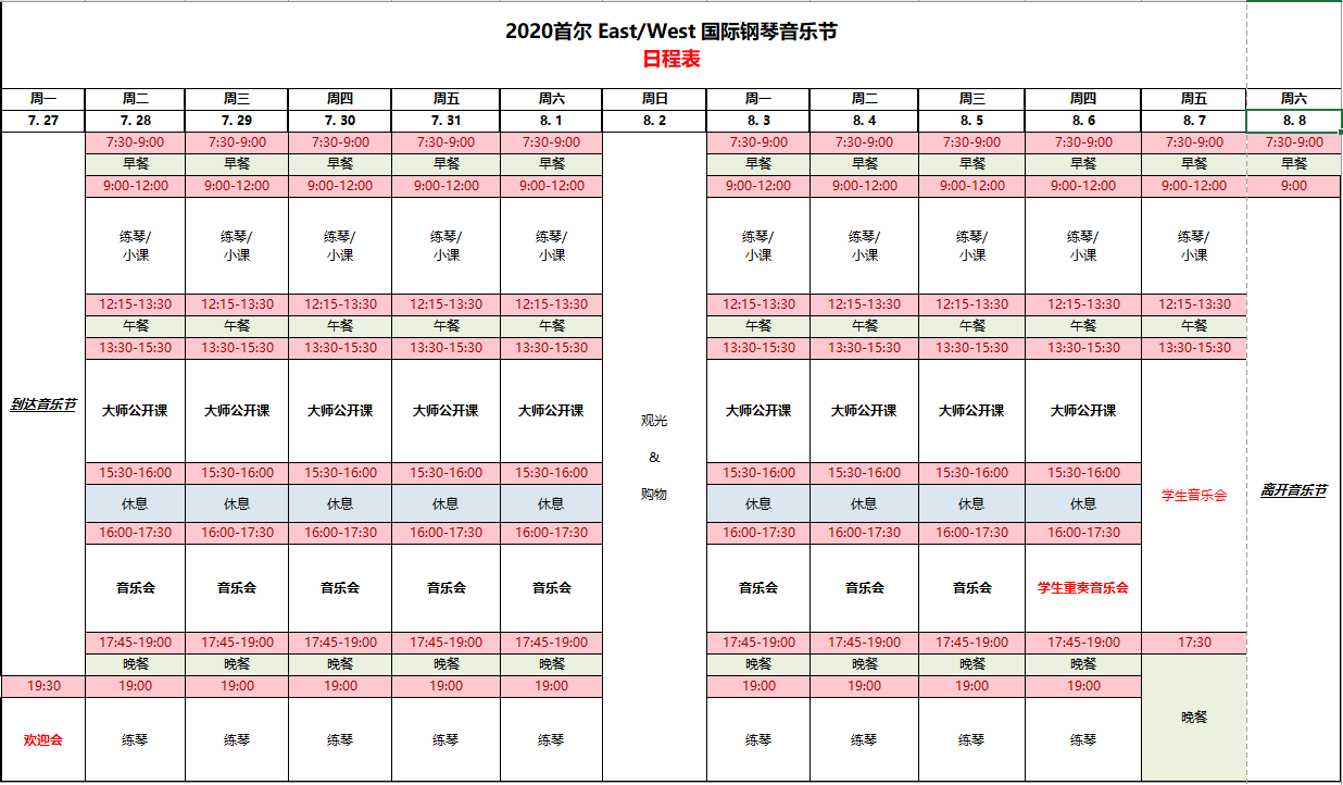 2020首尔 East/West 国际钢琴音乐节
日程表
周一 周二 周三 周四 周五 周六 周日 周一 周二 周三 周四 周五 周六
7. 27 7. 28 7. 29 7. 30 7. 31 8. 1 8. 2 8. 3 8. 4 8. 5 8. 6 8. 7 8. 8
7:30-9:00 7:30-9:00 7:30-9:00 7:30-9:00 7:30-9:00 7:30-9:00 7:30-9:00 7:30-9:00 7:30-9:00 7:30-9:00 7:30-9:00
早餐 早餐 早餐 早餐 早餐 早餐 早餐 早餐 早餐 早餐 早餐
9:00-12:00 9:00-12:00 9:00-12:00 9:00-12:00 9:00-12:00 9:00-12:00 9:00-12:00 9:00-12:00 9:00-12:00 9:00-12:00 9:00
练琴/ 练琴/ 练琴/ 练琴/ 练琴/ 练琴/ 练琴/ 练琴/ 练琴/ 练琴/
小课 小课 小课 小课 小课 小课 小课 小课 小课 小课
12:15-13:30 12:15-13:30 12:15-13:30 12:15-13:30 12:15-13:30 12:15-13:30 12:15-13:30 12:15-13:30 12:15-13:30 12:15-13:30
午餐 午餐 午餐 午餐 午餐 午餐 午餐 午餐 午餐 午餐
13:30-15:30 13:30-15:30 13:30-15:30 13:30-15:30 13:30-15:30 13:30-15:30 13:30-15:30 13:30-15:30 13:30-15:30 13:30-15:30
到达音乐节 大师公开课 大师公开课 大师公开课 大师公开课 大师公开课 大师公开课 大师公开课 大师公开课 大师公开课
观光
&
购物
15:30-16:00 15:30-16:00 15:30-16:00 15:30-16:00 15:30-16:00 15:30-16:00 15:30-16:00 15:30-16:00 15:30-16:00
休息 休息 休息 休息 休息 休息 休息 休息 休息 学生音乐会 离开音乐节
16:00-17:30 16:00-17:30 16:00-17:30 16:00-17:30 16:00-17:30 16:00-17:30 16:00-17:30 16:00-17:30 16:00-17:30
音乐会 音乐会 音乐会 音乐会 音乐会 音乐会 音乐会 音乐会 学生重奏音乐会
17:45-19:00 17:45-19:00 17:45-19:00 17:45-19:00 17:45-19:00 17:45-19:00 17:45-19:00 17:45-19:00 17:45-19:00 17:30
晚餐 晚餐 晚餐 晚餐 晚餐 晚餐 晚餐 晚餐 晚餐
19:30 19:00 19:00 19:00 19:00 19:00 19:00 19:00 19:00 19:00
晚餐
欢迎会 练琴 练琴 练琴 练琴 练琴 练琴 练琴 练琴 练琴